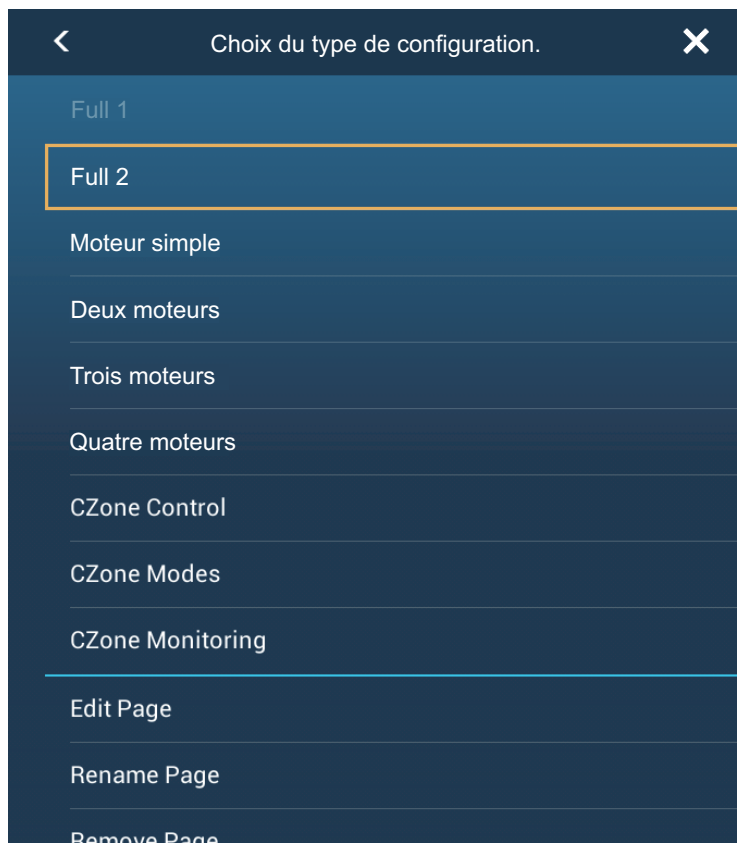 Choix du type de configuration.
Full 1
Full 2
Moteur simple
Deux moteurs
Trois moteurs
Quatre moteurs
CZone Control
CZone Modes
CZone Monitoring
Edit Page
Rename Page
Remove Page